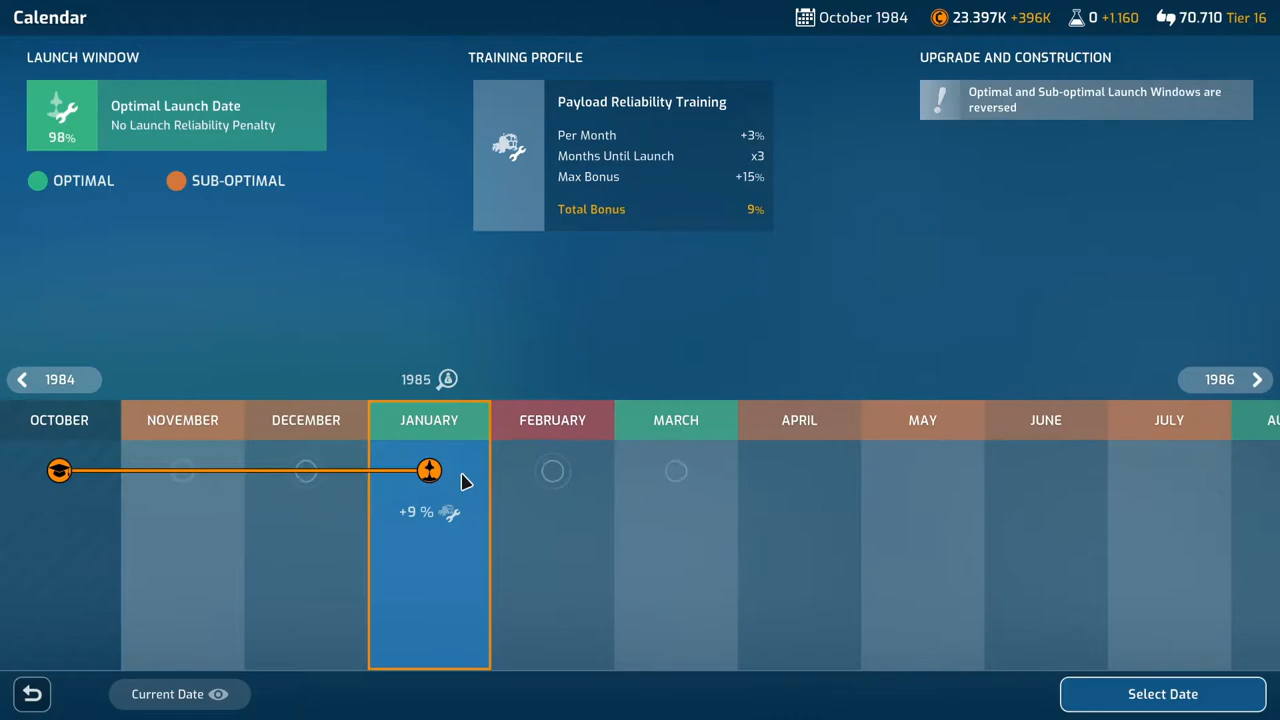 Calendar
October 1984
23.397K +396K
0 +1.160
70.710 Tier 16
LAUNCH WINDOW
98%
Optimal Launch Date
No Launch Reliability Penalty
OPTIMAL
SUB-OPTIMAL
TRAINING PROFILE
Payload Reliability Training
Per Month +3%
Months Until Launch x3
Max Bonus +15%
Total Bonus 9%
UPGRADE AND CONSTRUCTION
Optimal and Sub-optimal Launch Windows are
reversed
1984
1985
1986
OCTOBER
NOVEMBER
DECEMBER
JANUARY
FEBRUARY
MARCH
APRIL
MAY
JUNE
JULY
AU
+9 %
Current Date
Select Date